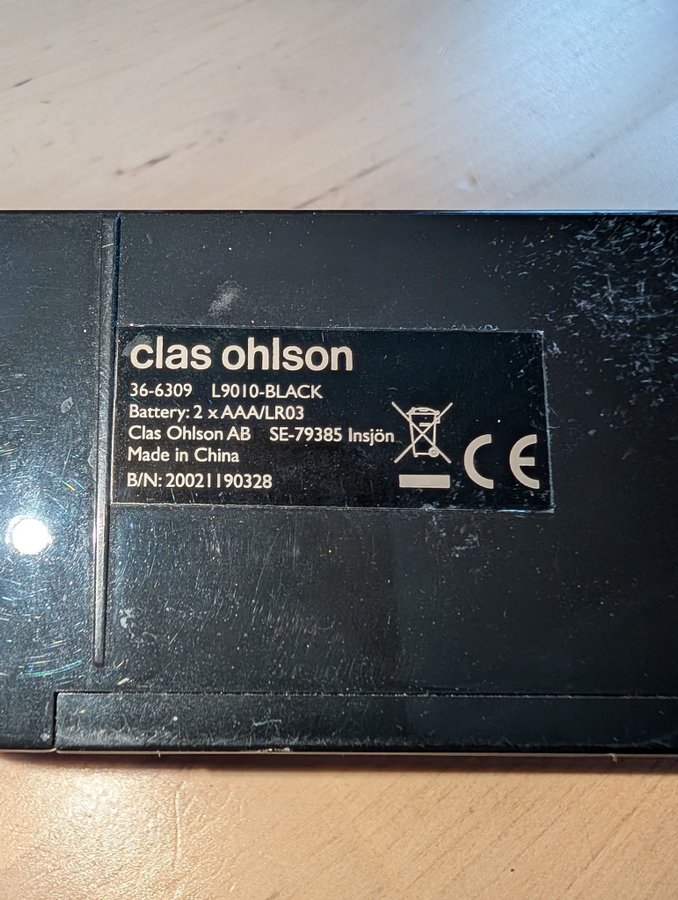 clas ohlson
36-6309 L9010-BLACK
Battery: 2 x AAA/LR03
Clas Ohlson AB SE-79385 Insjön
Made in China
B/N: 20021190328
CE